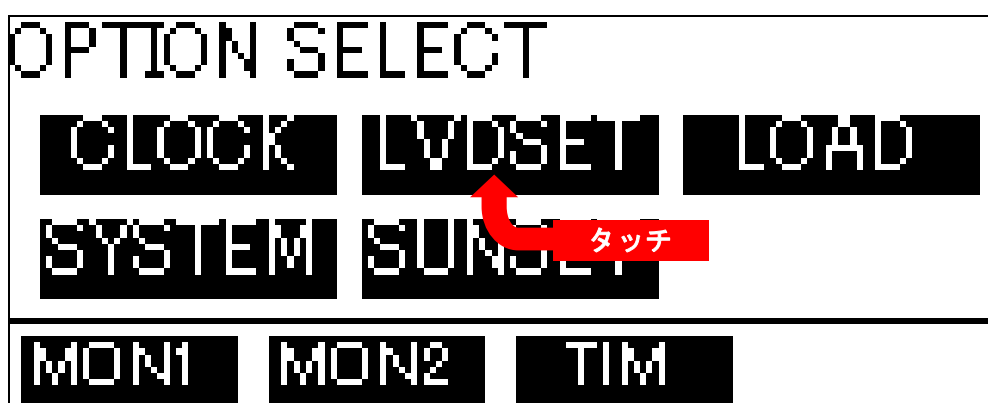 OPTION SELECT
CLOCK LVDSET LOAD
SYSTEM SUNSET
タッチ
MON1 MON2 TIM